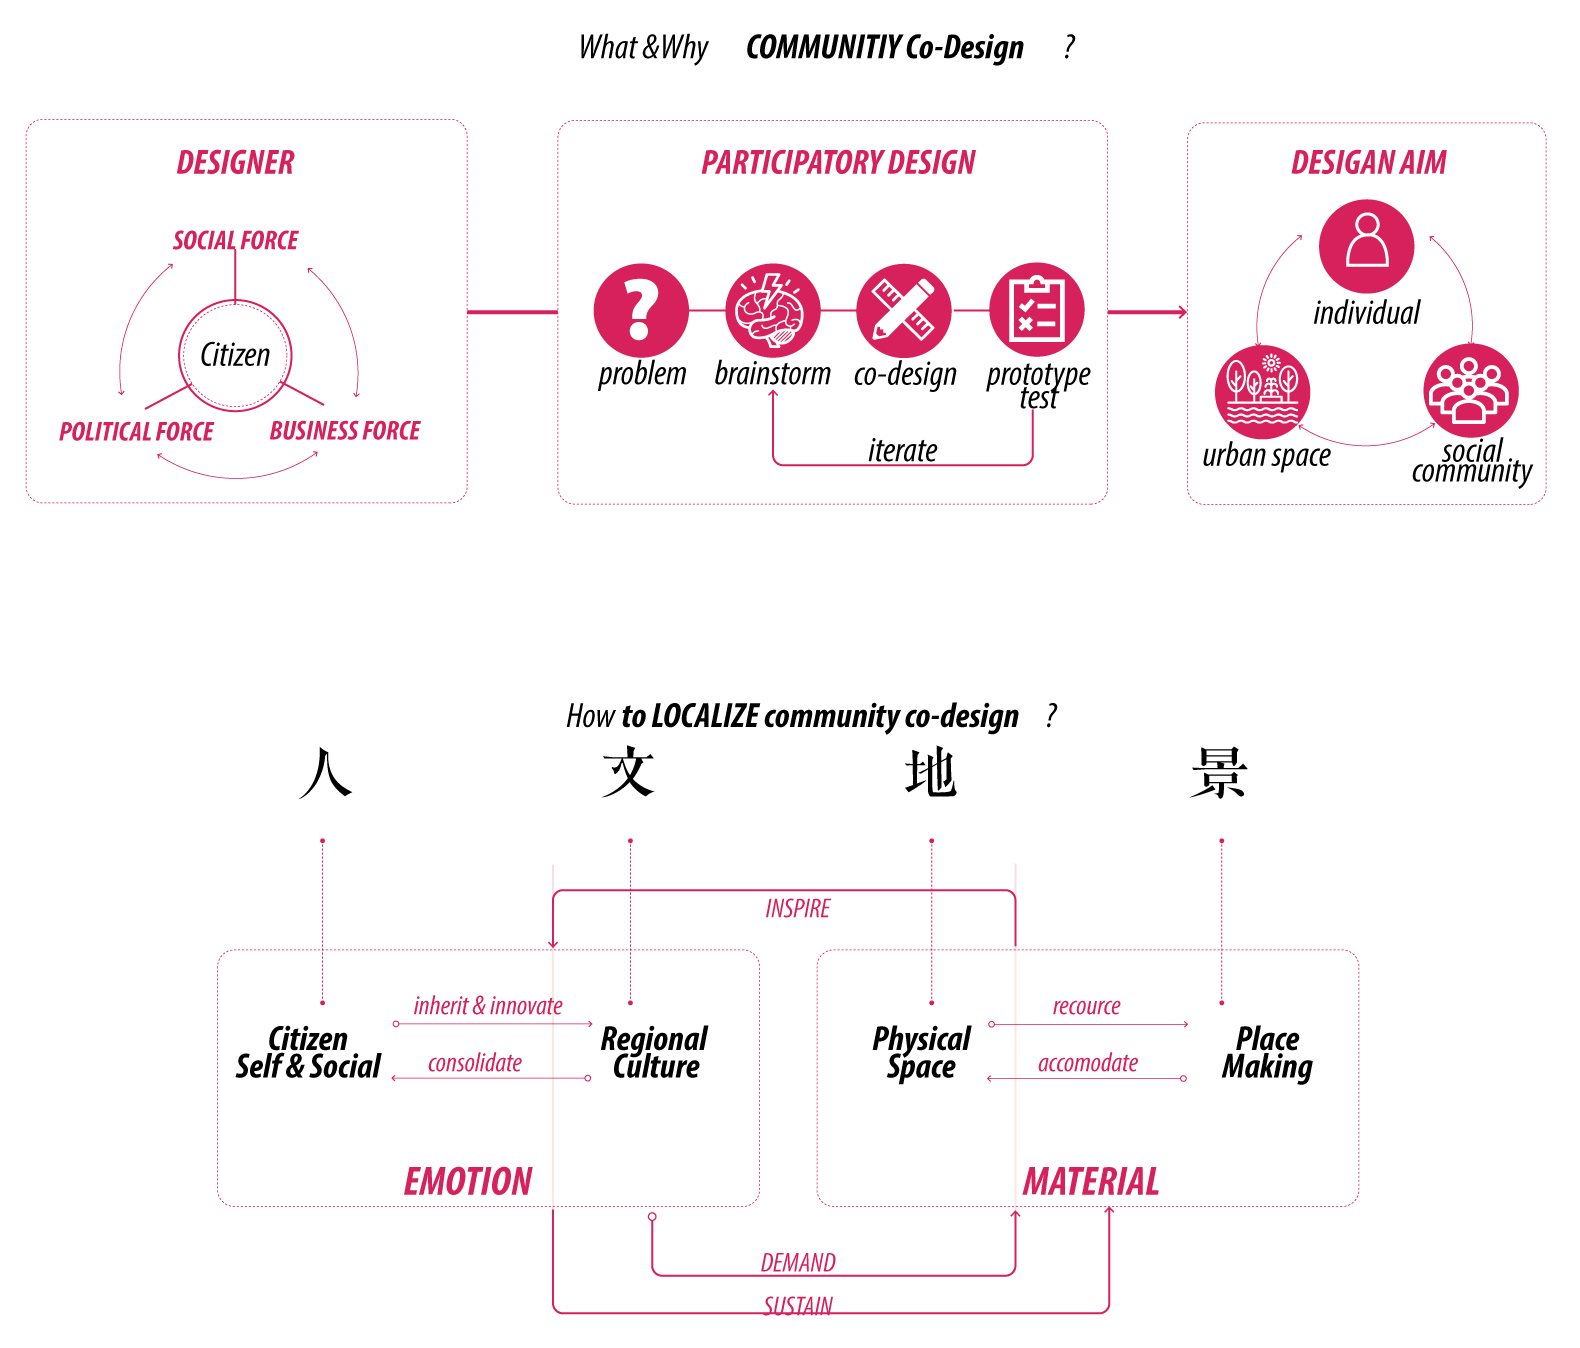 What &Why COMMUNITIY Co-Design ?
DESIGNER
SOCIAL FORCE
Citizen
POLITICAL FORCE
BUSINESS FORCE
PARTICIPATORY DESIGN
problem
brainstorm
co-design
prototype
test
iterate
DESIGAN AIM
individual
urban space
social
community
How to LOCALIZE community co-design ?
人 文 地 景
INSPIRE
inherit & innovate
Citizen
Self & Social
Regional
Culture
consolidate
EMOTION
recource
Physical
Space
Place
Making
accomodate
MATERIAL
DEMAND
SUSTAIN